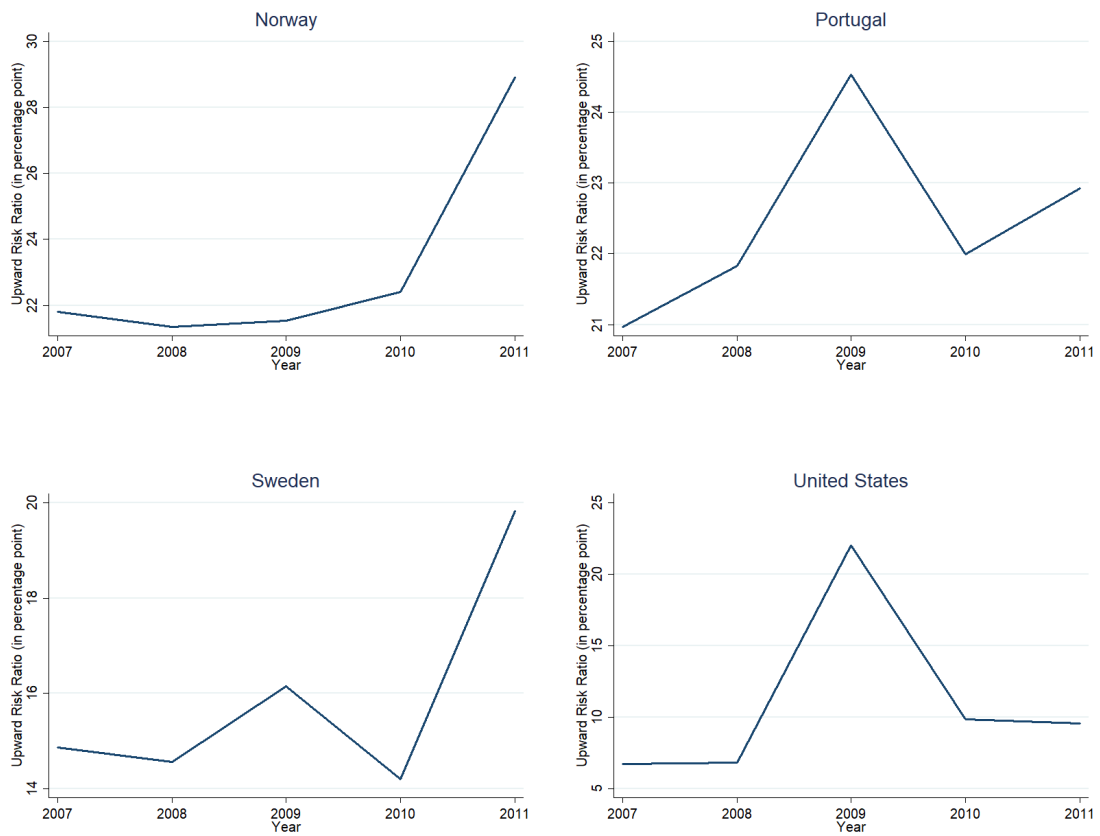 Norway
Upward Risk Ratio (in percentage point)
30
28
26
24
22
2007 2008 2009 2010 2011
Year
Portugal
Upward Risk Ratio (in percentage point)
25
24
23
22
21
2007 2008 2009 2010 2011
Year
Sweden
Upward Risk Ratio (in percentage point)
20
18
16
14
2007 2008 2009 2010 2011
Year
United States
Upward Risk Ratio (in percentage point)
25
20
15
10
5
2007 2008 2009 2010 2011
Year